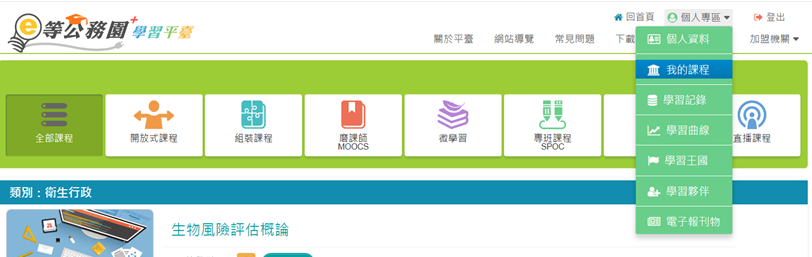 e等公務園+學習平臺
回首頁 個人專區 登出
關於平臺 網站導覽 常見問題 下載 加盟機關
個人資料
我的課程
學習記錄
學習曲線
學習王國
學習夥伴
電子報刊物
全部課程
開放式課程
組裝課程
磨課師
MOOCS
微學習
專班課程
SPOC
直播課程
類別：衛生行政
生物風險評估概論